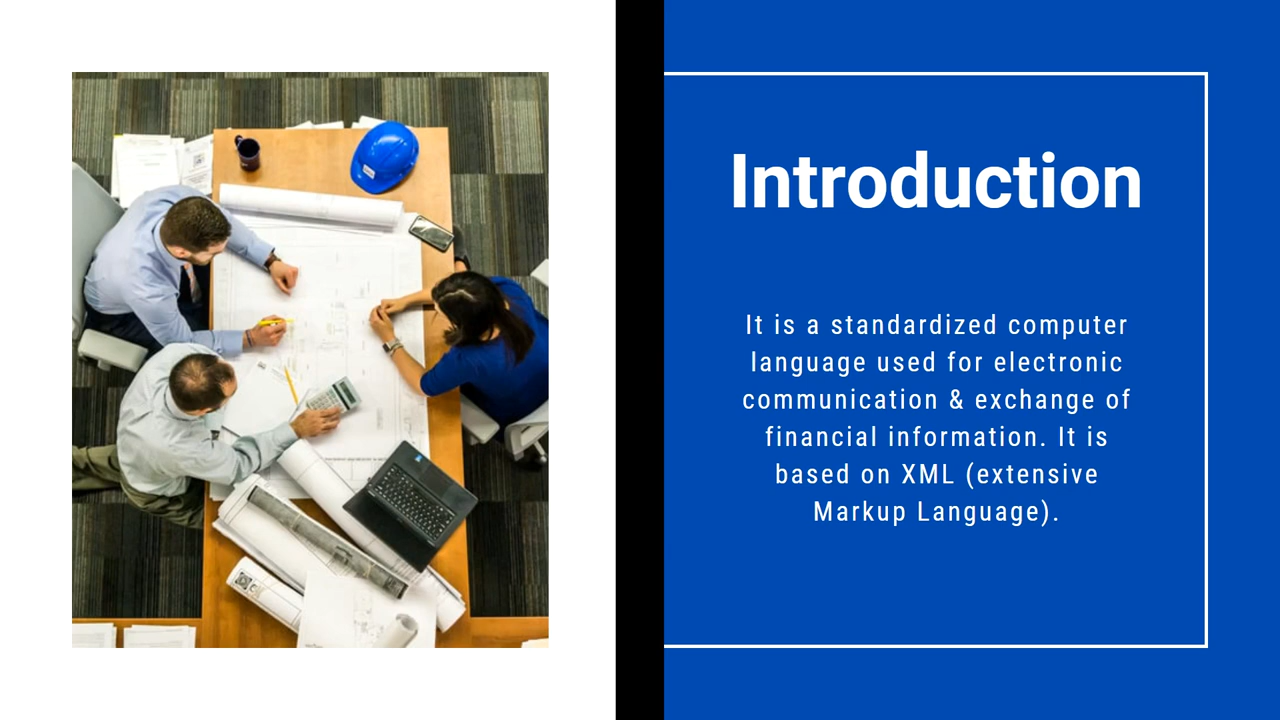 Introduction
It is a standardized computer
language used for electronic
communication & exchange of
financial information. It is
based on XML (extensive
Markup Language).